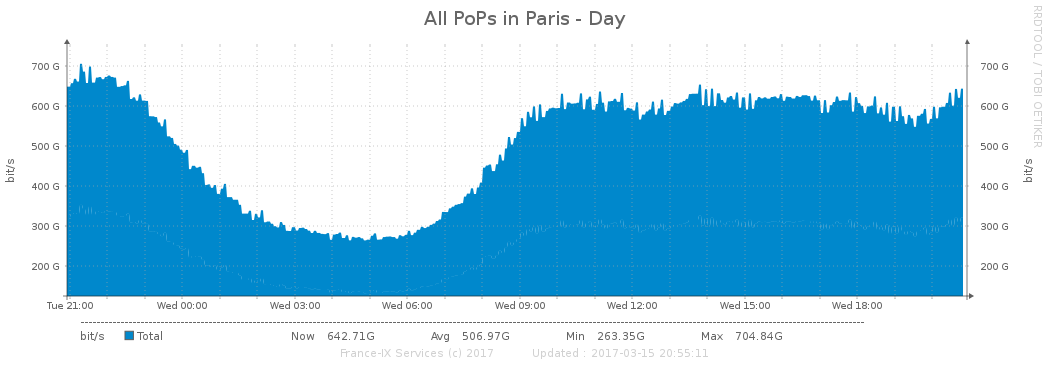 All PoPs in Paris - Day
RRDTOOL / TOBI OETIKER
bit/s
700 G
600 G
500 G
400 G
300 G
200 G
700 G
600 G
500 G
400 G
300 G
200 G
bit/s
Tue 21:00 Wed 00:00 Wed 03:00 Wed 06:00 Wed 09:00 Wed 12:00 Wed 15:00 Wed 18:00
bit/s Total Now 642.71G Avg 506.97G Min 263.35G Max 704.84G
France-IX Services (c) 2017 Updated : 2017-03-15 20:55:11